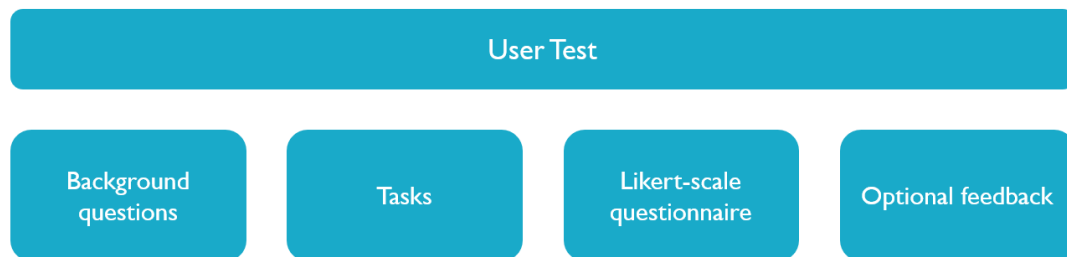 User Test
Background
questions
Tasks
Likert-scale
questionnaire
Optional feedback